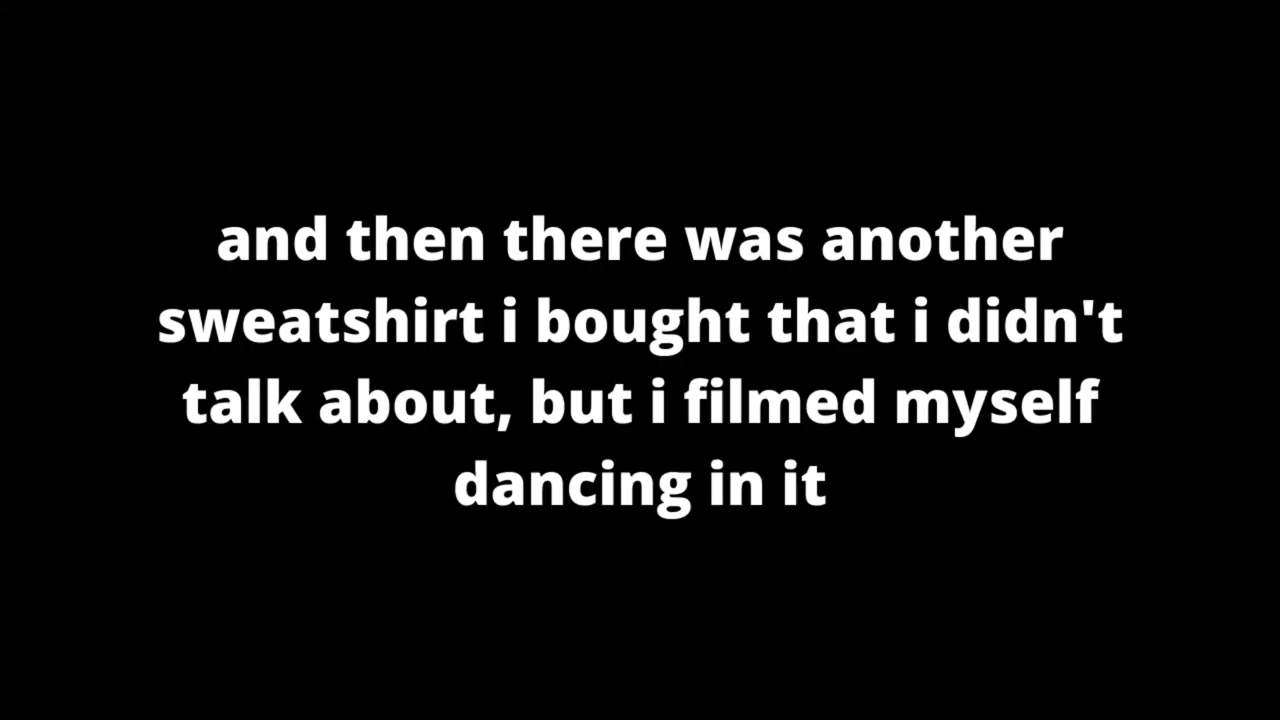 and then there was another
sweatshirt i bought that i didn't
talk about, but i filmed myself
dancing in it